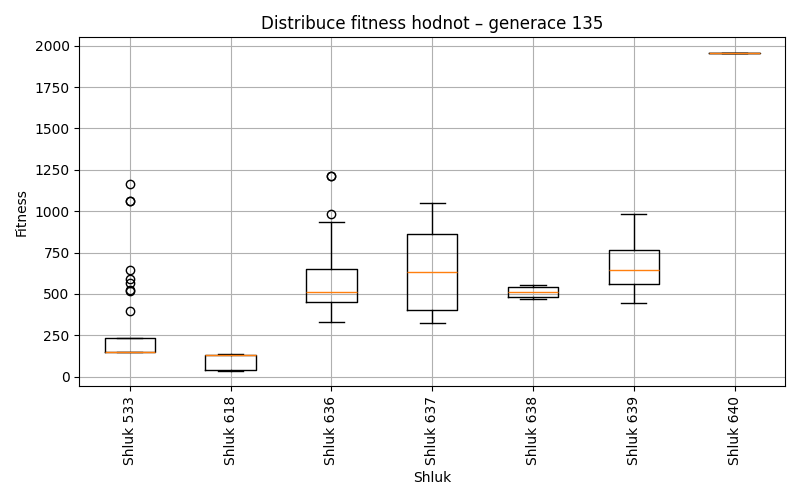 Distribuce fitness hodnot – generace 135
2000
1750
1500
1250
1000
750
500
250
0
Fitness
Shluk 533
Shluk 618
Shluk 636
Shluk 637
Shluk 638
Shluk 639
Shluk 640
Shluk